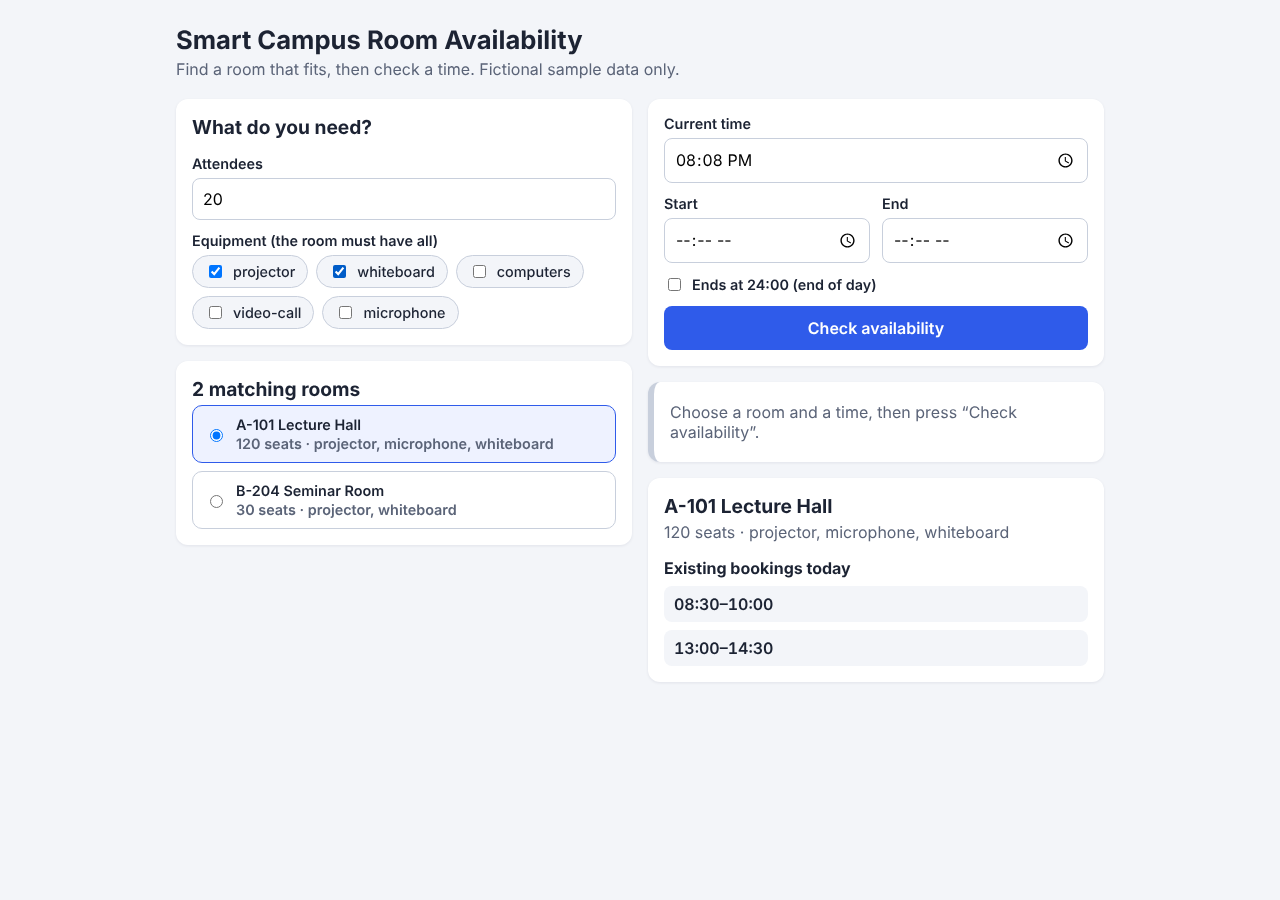 Smart Campus Room Availability
Find a room that fits, then check a time. Fictional sample data only.
What do you need?
Attendees
20
Equipment (the room must have all)
projector
whiteboard
computers
video-call
microphone
2 matching rooms
A-101 Lecture Hall
120 seats · projector, microphone, whiteboard
B-204 Seminar Room
30 seats · projector, whiteboard
Current time
08:08 PM
Start
End
--:-- --
--:-- --
Ends at 24:00 (end of day)
Check availability
Choose a room and a time, then press “Check
availability”.
A-101 Lecture Hall
120 seats · projector, microphone, whiteboard
Existing bookings today
08:30–10:00
13:00–14:30